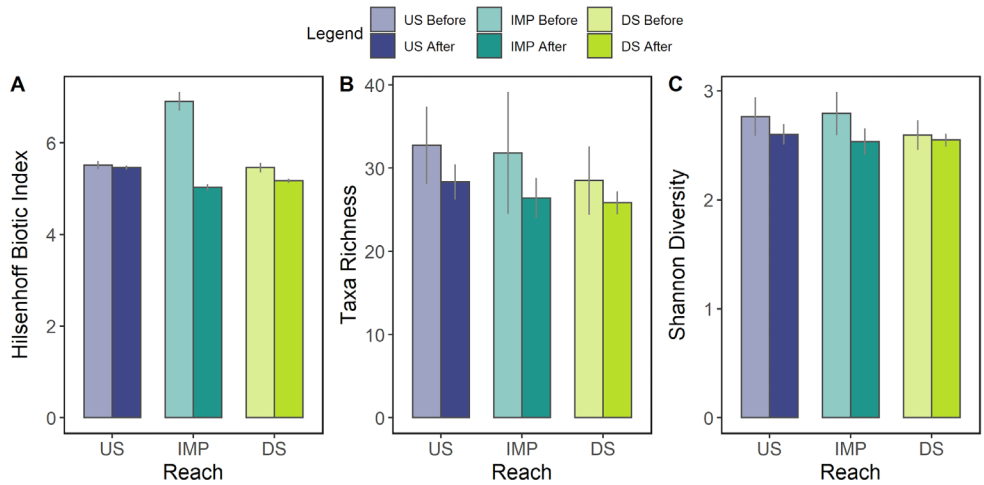 Legend
US Before
IMP Before
DS Before
US After
IMP After
DS After
A
Hilsenhoff Biotic Index
6
4
2
0
US IMP DS
Reach
B
Taxa Richness
40
30
20
10
0
US IMP DS
Reach
C
Shannon Diversity
3
2
1
0
US IMP DS
Reach